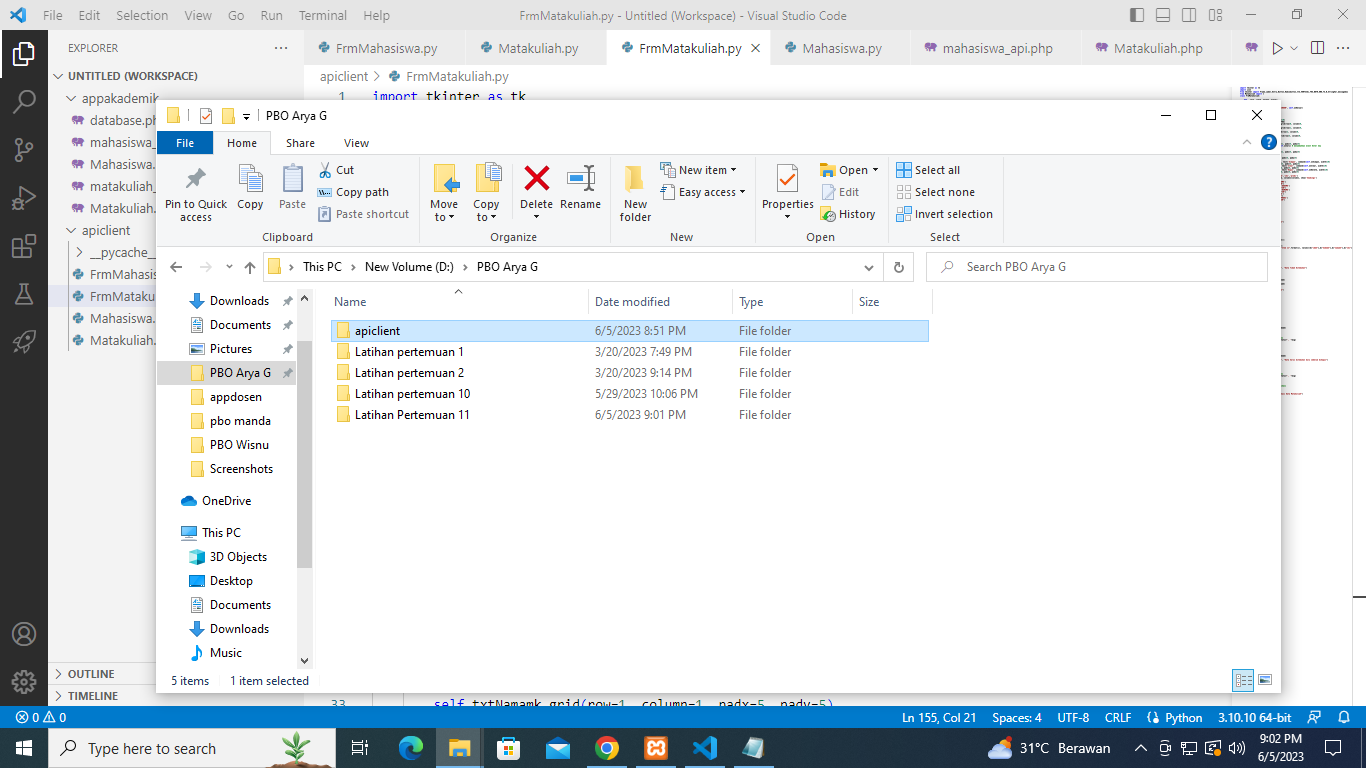 File Edit Selection View Go Run Terminal Help FrmMatakuliah.py - Untitled (Workspace) - Visual Studio Code
EXPLORER
FrmMahasiswa.py Matakuliah.py FrmMatakuliah.py Mahasiswa.py mahasiswa_api.php Matakuliah.php
UNTITLED (WORKSPACE)
apiclient FrmMatakuliah.py
appakademik
1 import tkinter as tk
database.ph
mahasiswa_
Mahasiswa.
matakuliah_
Matakuliah.
apiclient
__pycache__
FrmMahasis
FrmMataku
Mahasiswa.
Matakuliah.
OUTLINE
TIMELINE
PBO Arya G
File Home Share View
Pin to Quick access
Copy
Paste
Cut
Copy path
Paste shortcut
Clipboard
Move to
Copy to
Delete
Rename
Organize
New folder
New item
Easy access
New
Properties
Open
Edit
History
Open
Select all
Select none
Invert selection
Select
This PC New Volume (D:) PBO Arya G
Search PBO Arya G
Downloads
Documents
Pictures
PBO Arya G
appdosen
pbo manda
PBO Wisnu
Screenshots
OneDrive
This PC
3D Objects
Desktop
Documents
Downloads
Music
Name Date modified Type Size
apiclient 6/5/2023 8:51 PM File folder
Latihan pertemuan 1 3/20/2023 7:49 PM File folder
Latihan pertemuan 2 3/20/2023 9:14 PM File folder
Latihan pertemuan 10 5/29/2023 10:06 PM File folder
Latihan Pertemuan 11 6/5/2023 9:01 PM File folder
5 items 1 item selected
33 self.txtNamamk.grid(row=1, column=1, padx=5, pady=5)
0 0 Ln 155, Col 21 Spaces: 4 UTF-8 CRLF Python 3.10.10 64-bit
Type here to search
31°C Berawan
9:02 PM
6/5/2023